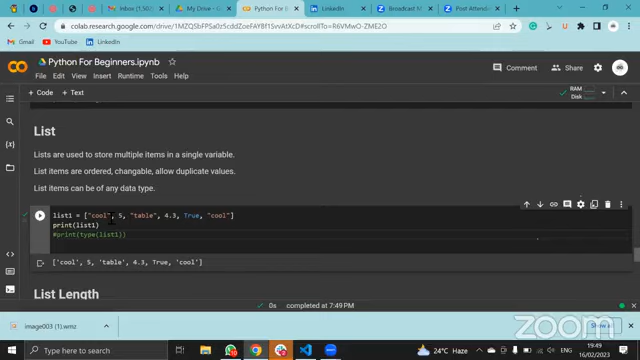 Inbox (1,502)
My Drive - Google
Python For Beginners
LinkedIn
Broadcast M
Post Attend
colab.research.google.com/drive/1MZQSbFPSa0z5cdZoeFAYBf1SvvAtXcD#scrollTo=R6VMwO-ZME2O
Gmail
YouTube
LinkedIn
Python For Beginners.ipynb
File Edit View Insert Runtime Tools Help
Comment
Share
+ Code + Text
RAM
Disk
List
Lists are used to store multiple items in a single variable.
List items are ordered, changable, allow duplicate values.
List items can be of any data type.
list1 = ["cool", 5, "table", 4.3, True, "cool"]
print(list1)
#print(type(list1))
['cool', 5, 'table', 4.3, True, 'cool']
List Length
0s completed at 7:49 PM
image003 (1).wmz
Show all
zoom
Type here to search
24°C Haze
ENG
19:49
16/02/2023